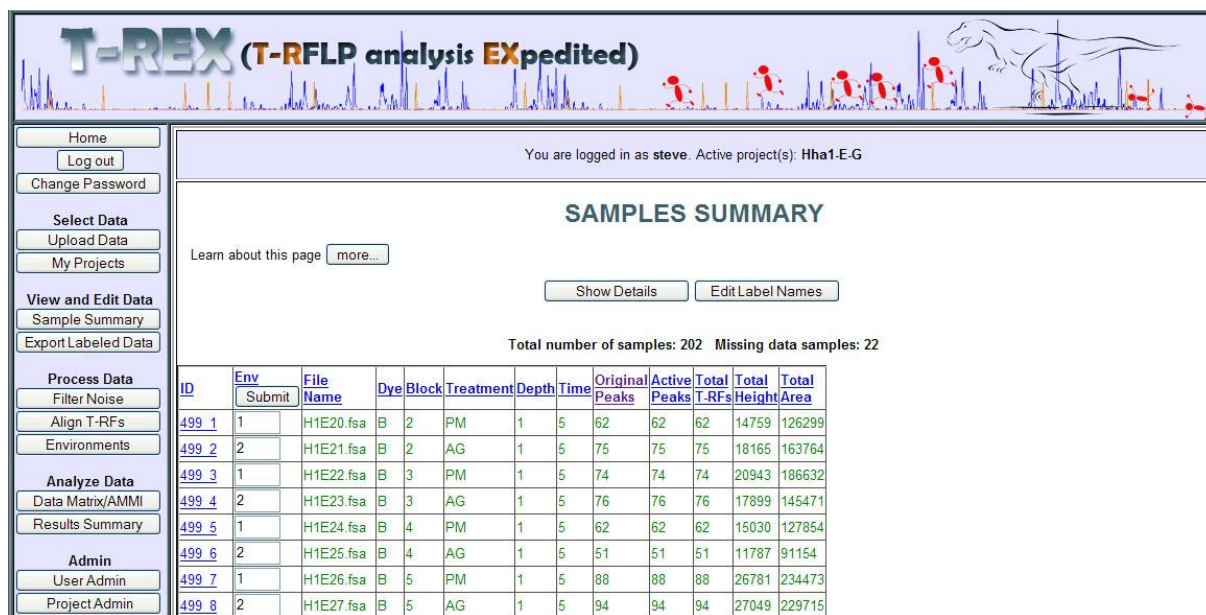 T-REX (T-RFLP analysis EXpedited)
Home
Log out
Change Password
Select Data
Upload Data
My Projects
View and Edit Data
Sample Summary
Export Labeled Data
Process Data
Filter Noise
Align T-RFs
Environments
Analyze Data
Data Matrix/AMMI
Results Summary
Admin
User Admin
Project Admin
You are logged in as steve. Active project(s): Hha1-E-G
SAMPLES SUMMARY
Learn about this page more...
Show Details Edit Label Names
Total number of samples: 202 Missing data samples: 22
ID Env Submit File Name Dye Block Treatment Depth Time Original Peaks Active Peaks Total T-RFs Total Height Total Area
499 1 1 H1E20.fsa B 2 PM 1 5 62 62 62 14759 126299
499 2 2 H1E21.fsa B 2 AG 1 5 75 75 75 18165 163764
499 3 1 H1E22.fsa B 3 PM 1 5 74 74 74 20943 186632
499 4 2 H1E23.fsa B 3 AG 1 5 76 76 76 17899 145471
499 5 1 H1E24.fsa B 4 PM 1 5 62 62 62 15030 127854
499 6 2 H1E25.fsa B 4 AG 1 5 51 51 51 11787 91154
499 7 1 H1E26.fsa B 5 PM 1 5 88 88 88 26781 234473
499 8 2 H1E27.fsa B 5 AG 1 5 94 94 94 27049 229715